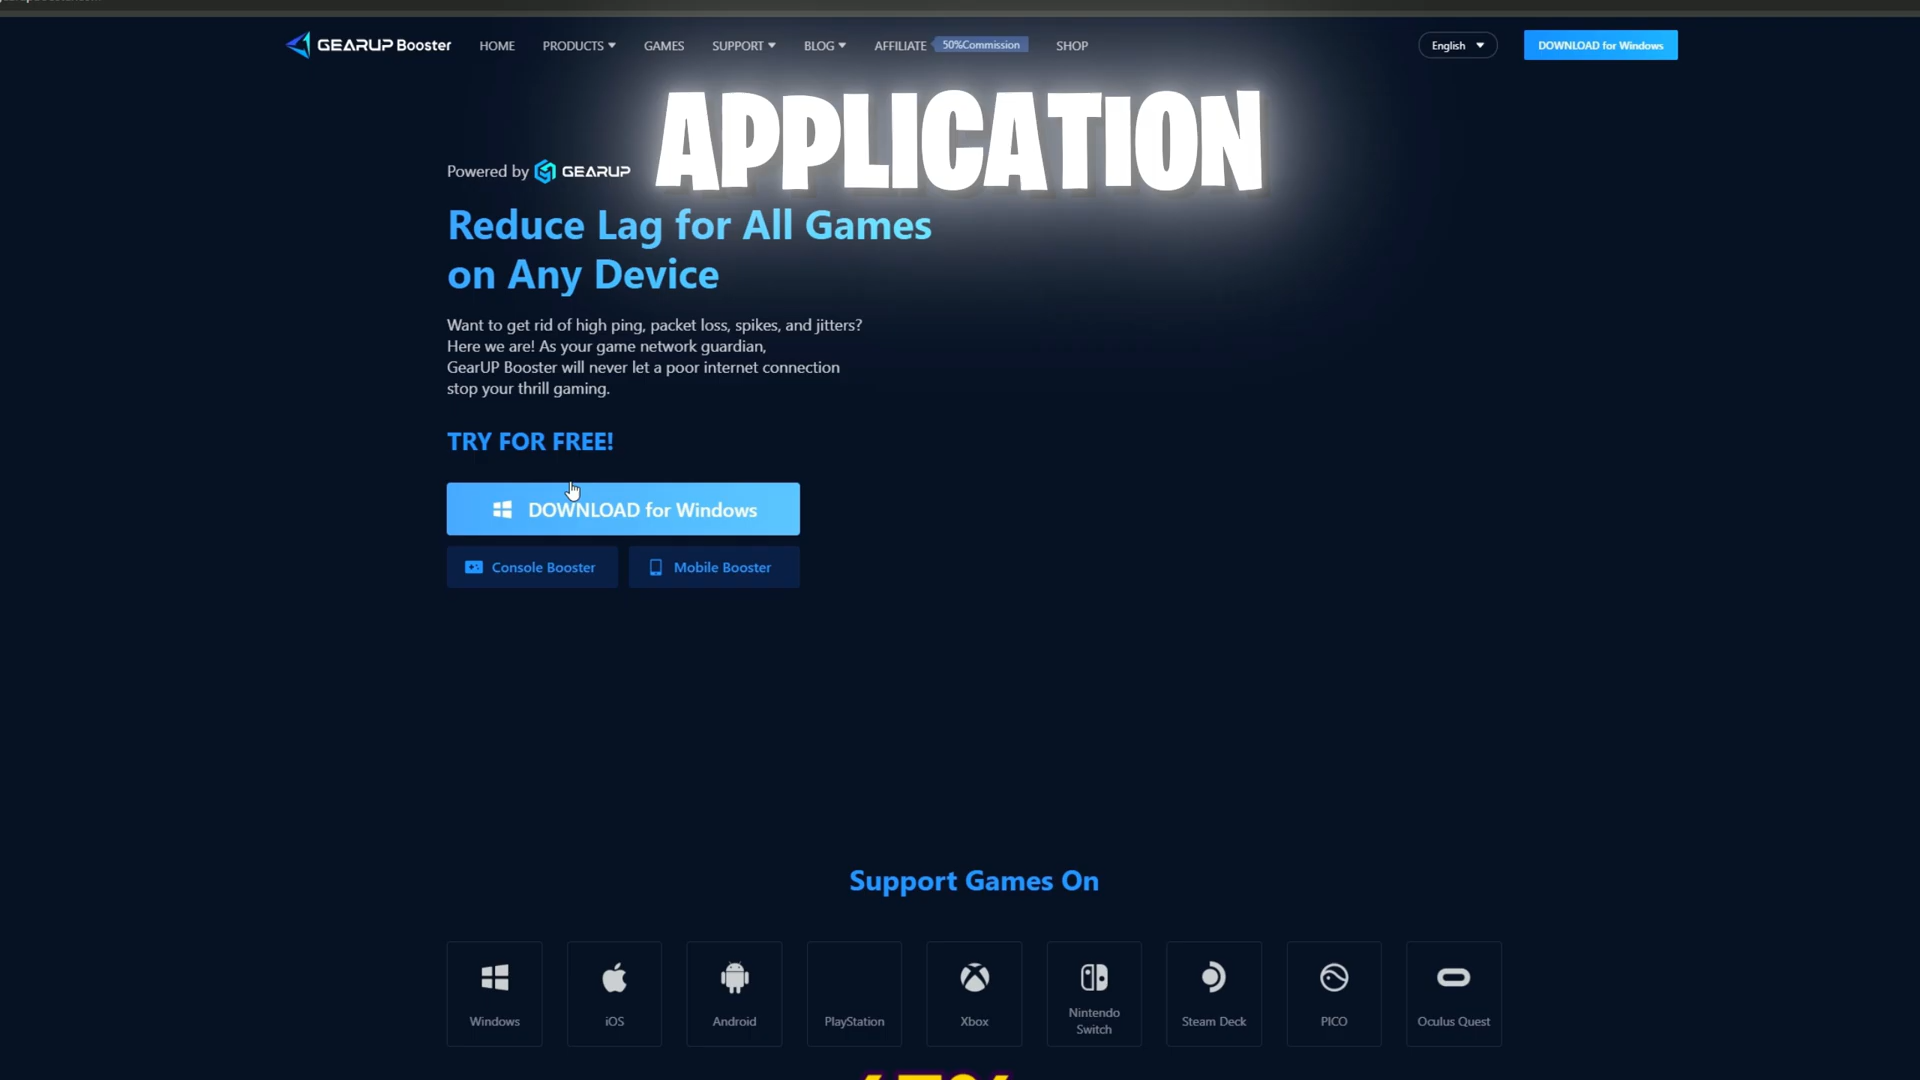 GEARUP Booster
HOME
PRODUCTS
GAMES
SUPPORT
BLOG
AFFILIATE
50%Commission
SHOP
English
DOWNLOAD for Windows
APPLICATION
Powered by GEARUP
Reduce Lag for All Games
on Any Device
Want to get rid of high ping, packet loss, spikes, and jitters?
Here we are! As your game network guardian,
GearUP Booster will never let a poor internet connection
stop your thrill gaming.
TRY FOR FREE!
DOWNLOAD for Windows
Console Booster
Mobile Booster
Support Games On
Windows
iOS
Android
PlayStation
Xbox
Nintendo
Switch
Steam Deck
PICO
Oculus Quest